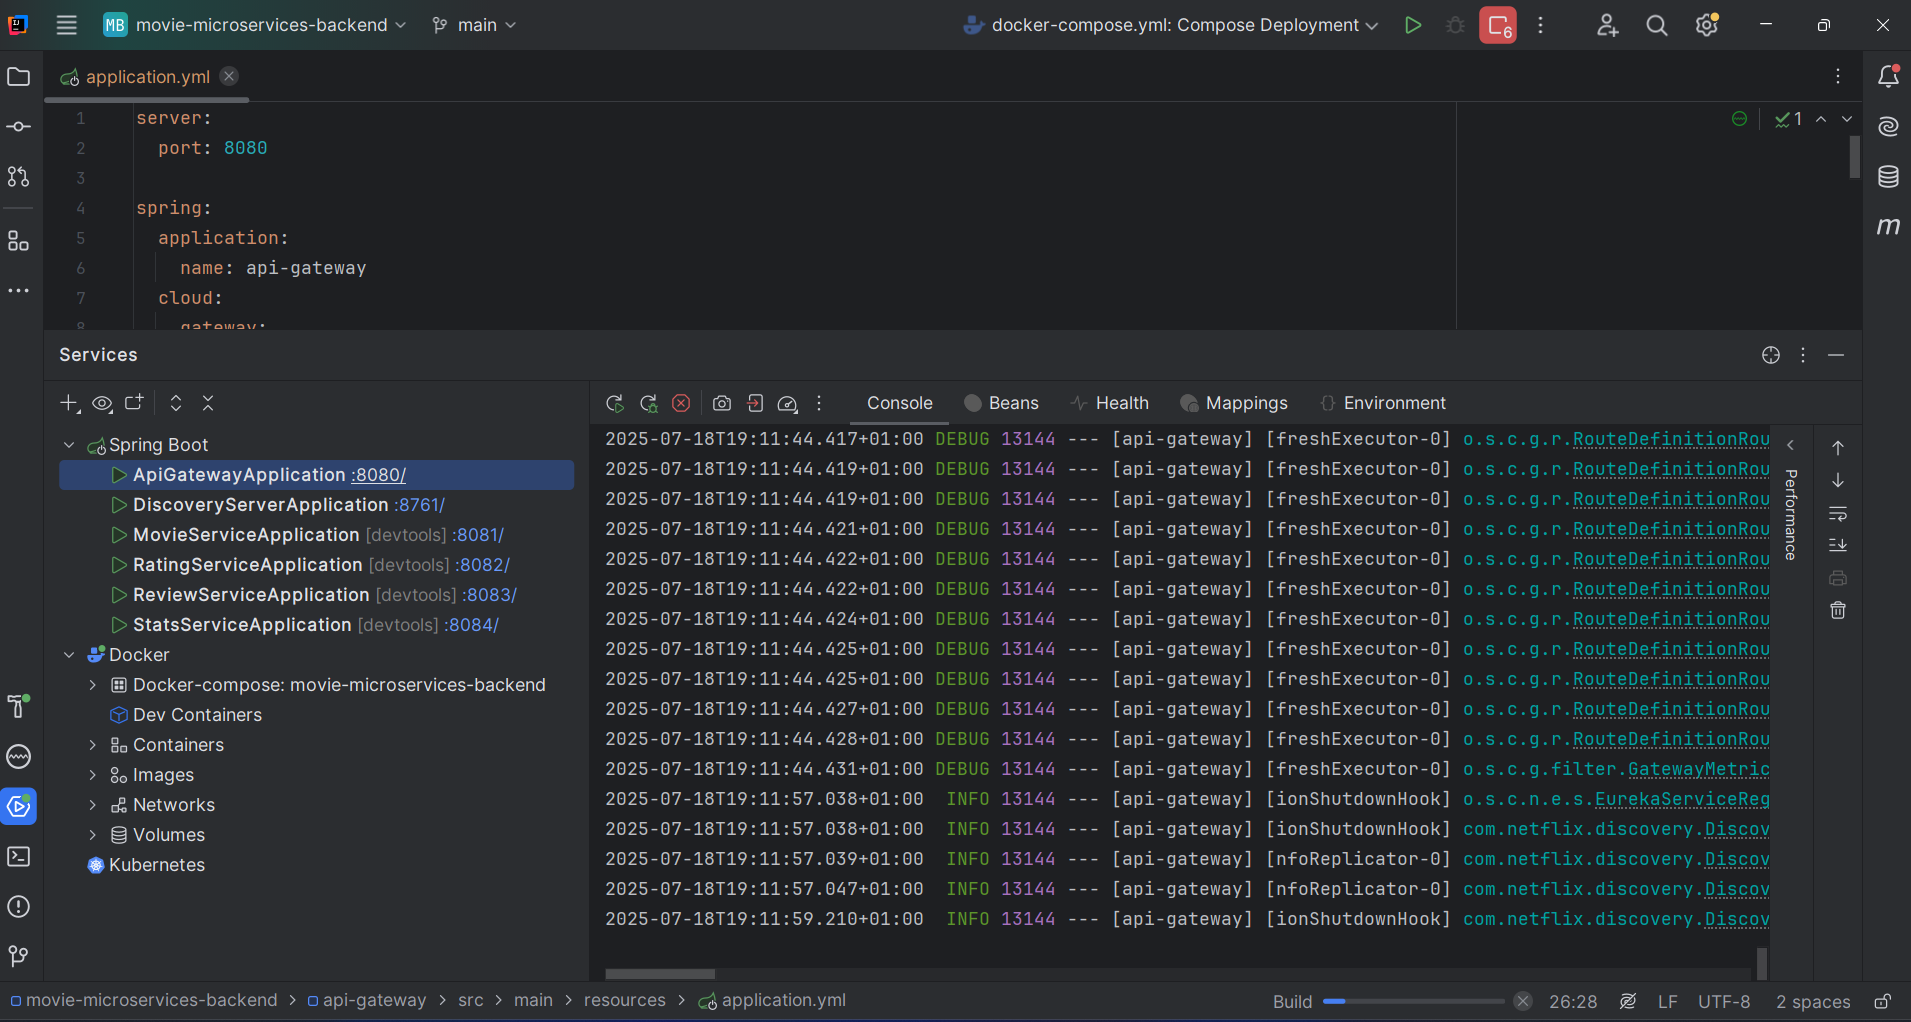 MB movie-microservices-backend main docker-compose.yml: Compose Deployment 6
application.yml
1 server:
2 port: 8080
3
4 spring:
5 application:
6 name: api-gateway
7 cloud:
8 gateway:
1
Services
Console Beans Health Mappings Environment
Spring Boot
ApiGatewayApplication :8080/
DiscoveryServerApplication :8761/
MovieServiceApplication [devtools] :8081/
RatingServiceApplication [devtools] :8082/
ReviewServiceApplication [devtools] :8083/
StatsServiceApplication [devtools] :8084/
Docker
Docker-compose: movie-microservices-backend
Dev Containers
Containers
Images
Networks
Volumes
Kubernetes
2025-07-18T19:11:44.417+01:00 DEBUG 13144 --- [api-gateway] [freshExecutor-0] o.s.c.g.r.RouteDefinitionRou
2025-07-18T19:11:44.419+01:00 DEBUG 13144 --- [api-gateway] [freshExecutor-0] o.s.c.g.r.RouteDefinitionRou
2025-07-18T19:11:44.419+01:00 DEBUG 13144 --- [api-gateway] [freshExecutor-0] o.s.c.g.r.RouteDefinitionRou
2025-07-18T19:11:44.421+01:00 DEBUG 13144 --- [api-gateway] [freshExecutor-0] o.s.c.g.r.RouteDefinitionRou
2025-07-18T19:11:44.422+01:00 DEBUG 13144 --- [api-gateway] [freshExecutor-0] o.s.c.g.r.RouteDefinitionRou
2025-07-18T19:11:44.422+01:00 DEBUG 13144 --- [api-gateway] [freshExecutor-0] o.s.c.g.r.RouteDefinitionRou
2025-07-18T19:11:44.424+01:00 DEBUG 13144 --- [api-gateway] [freshExecutor-0] o.s.c.g.r.RouteDefinitionRou
2025-07-18T19:11:44.425+01:00 DEBUG 13144 --- [api-gateway] [freshExecutor-0] o.s.c.g.r.RouteDefinitionRou
2025-07-18T19:11:44.425+01:00 DEBUG 13144 --- [api-gateway] [freshExecutor-0] o.s.c.g.r.RouteDefinitionRou
2025-07-18T19:11:44.427+01:00 DEBUG 13144 --- [api-gateway] [freshExecutor-0] o.s.c.g.r.RouteDefinitionRou
2025-07-18T19:11:44.428+01:00 DEBUG 13144 --- [api-gateway] [freshExecutor-0] o.s.c.g.r.RouteDefinitionRou
2025-07-18T19:11:44.431+01:00 DEBUG 13144 --- [api-gateway] [freshExecutor-0] o.s.c.g.filter.GatewayMetric
2025-07-18T19:11:57.038+01:00 INFO 13144 --- [api-gateway] [ionShutdownHook] o.s.c.n.e.s.EurekaServiceReg
2025-07-18T19:11:57.038+01:00 INFO 13144 --- [api-gateway] [ionShutdownHook] com.netflix.discovery.Discov
2025-07-18T19:11:57.039+01:00 INFO 13144 --- [api-gateway] [nfoReplicator-0] com.netflix.discovery.Discov
2025-07-18T19:11:57.047+01:00 INFO 13144 --- [api-gateway] [nfoReplicator-0] com.netflix.discovery.Discov
2025-07-18T19:11:59.210+01:00 INFO 13144 --- [api-gateway] [ionShutdownHook] com.netflix.discovery.Discov
Performance
m
movie-microservices-backend > api-gateway > src > main > resources > application.yml
Build 26:28 LF UTF-8 2 spaces